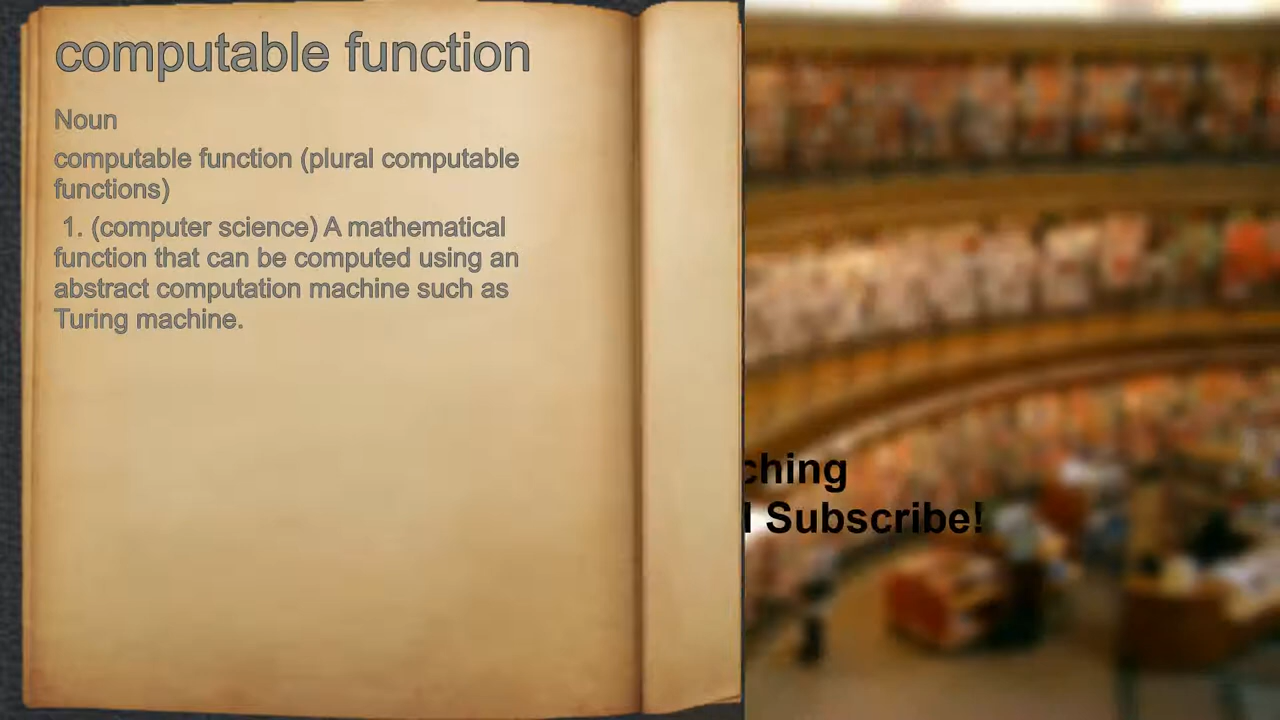 computable function
Noun
computable function (plural computable
functions)
1. (computer science) A mathematical
function that can be computed using an
abstract computation machine such as
Turing machine.
ching
Subscribe!